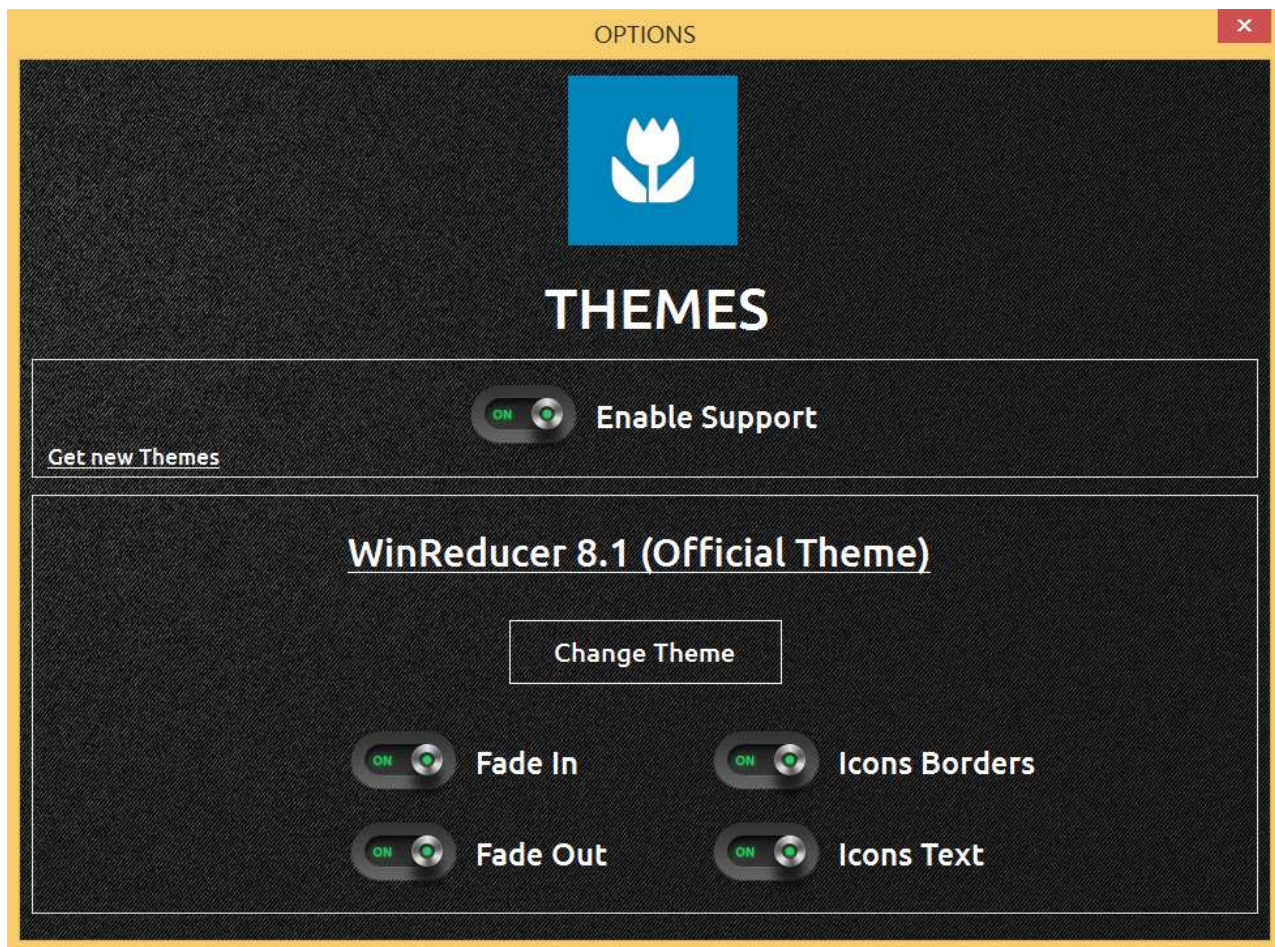 OPTIONS
THEMES
ON Enable Support
Get new Themes
WinReducer 8.1 (Official Theme)
Change Theme
ON Fade In ON Icons Borders
ON Fade Out ON Icons Text